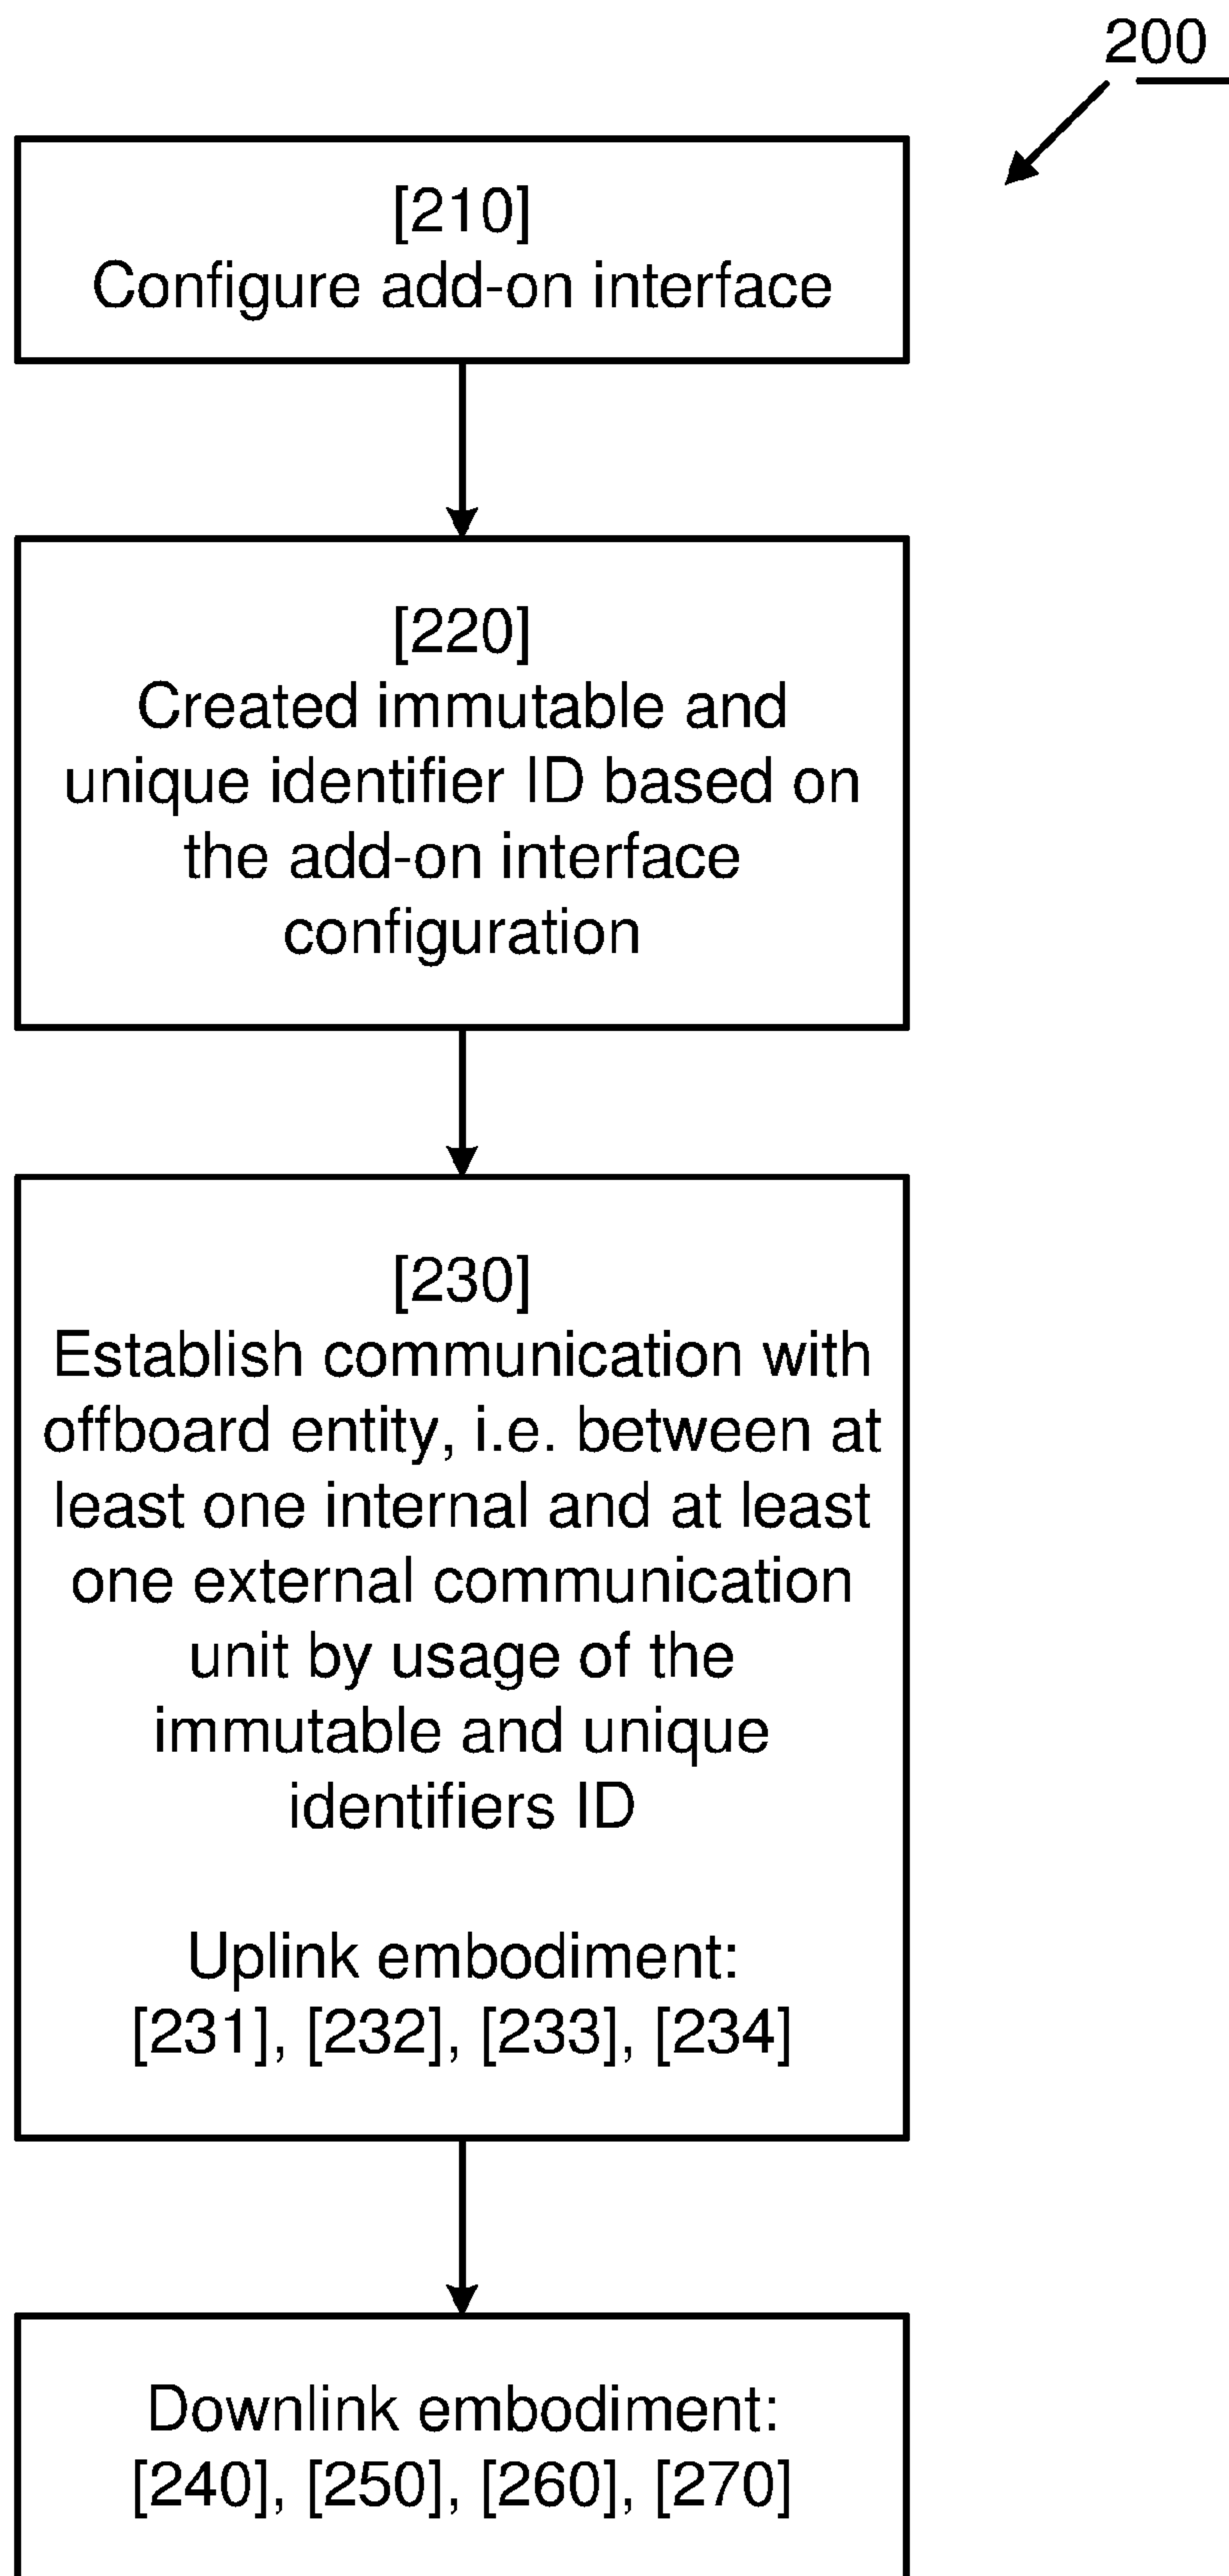 200
[210]
Configure add-on interface
[220]
Created immutable and
unique identifier ID based on
the add-on interface
configuration
[230]
Establish communication with
offboard entity, i.e. between at
least one internal and at least
one external communication
unit by usage of the
immutable and unique
identifiers ID
Uplink embodiment:
[231], [232], [233], [234]
Downlink embodiment:
[240], [250], [260], [270]